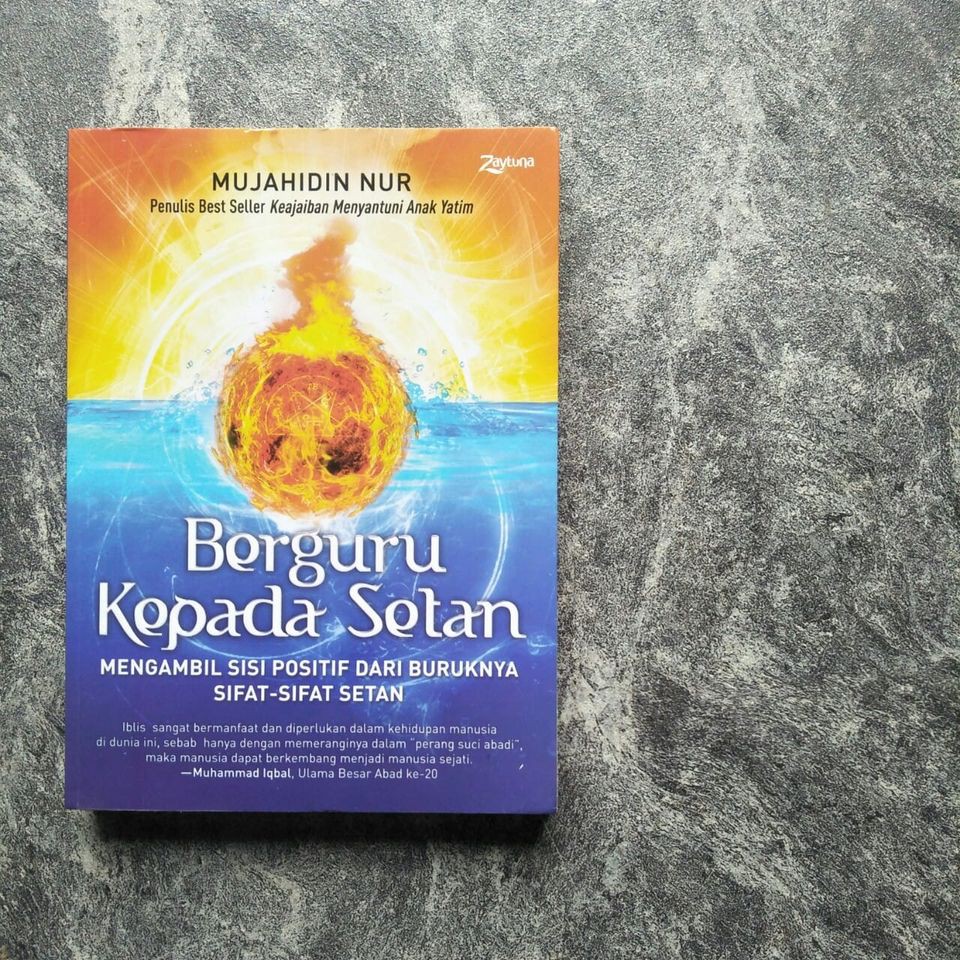 Zaytuna
MUJAHIDIN NUR
Penulis Best Seller Keajaiban Menyantuni Anak Yatim
Berguru
Kepada Setan
MENGAMBIL SISI POSITIF DARI BURUKNYA
SIFAT-SIFAT SETAN
Iblis sangat bermanfaat dan diperlukan dalam kehidupan manusia
di dunia ini, sebab hanya dengan memeranginya dalam "perang suci abadi",
maka manusia dapat berkembang menjadi manusia sejati.
—Muhammad Iqbal, Ulama Besar Abad ke-20